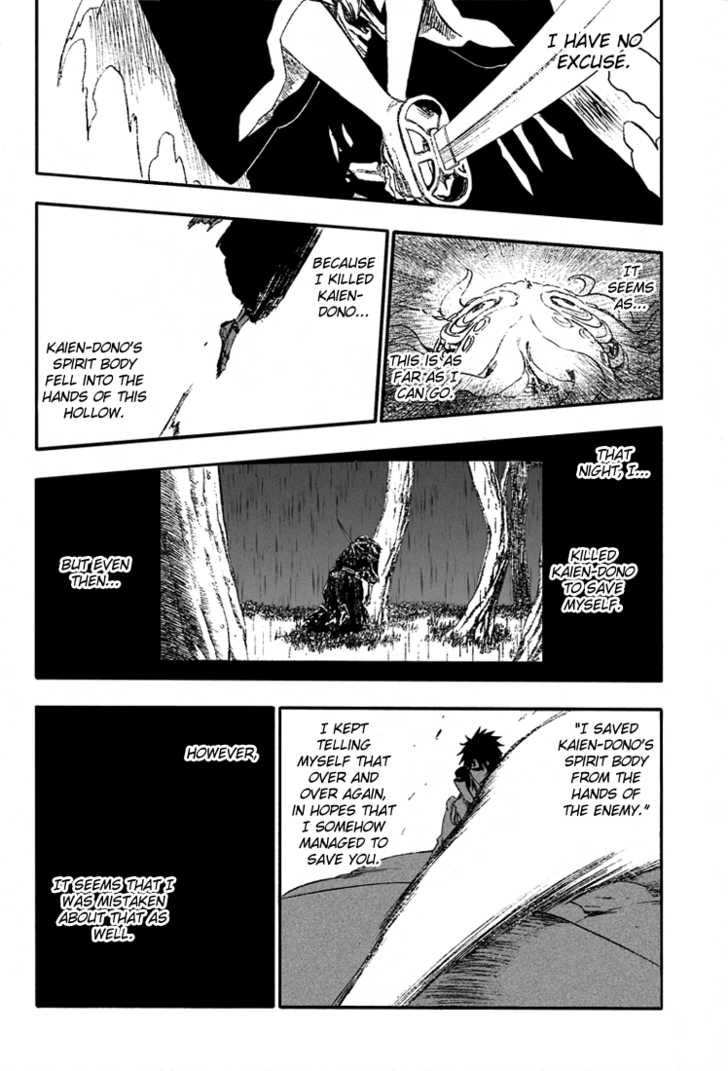 I HAVE NO
EXCUSE.
IT
SEEMS
AS...
THIS IS AS
FAR AS I
CAN GO.
BECAUSE
I KILLED
KAIEN-
DONO...
KAIEN-DONO'S
SPIRIT BODY
FELL INTO THE
HANDS OF THIS
HOLLOW.
THAT
NIGHT, I...
KILLED
KAIEN-DONO
TO SAVE
MYSELF.
BUT EVEN
THEN...
"I SAVED
KAIEN-DONO'S
SPIRIT BODY
FROM THE
HANDS OF
THE ENEMY."
I KEPT
TELLING
MYSELF THAT
OVER AND
OVER AGAIN,
IN HOPES THAT
I SOMEHOW
MANAGED TO
SAVE YOU.
HOWEVER,
IT SEEMS THAT I
WAS MISTAKEN
ABOUT THAT AS
WELL.